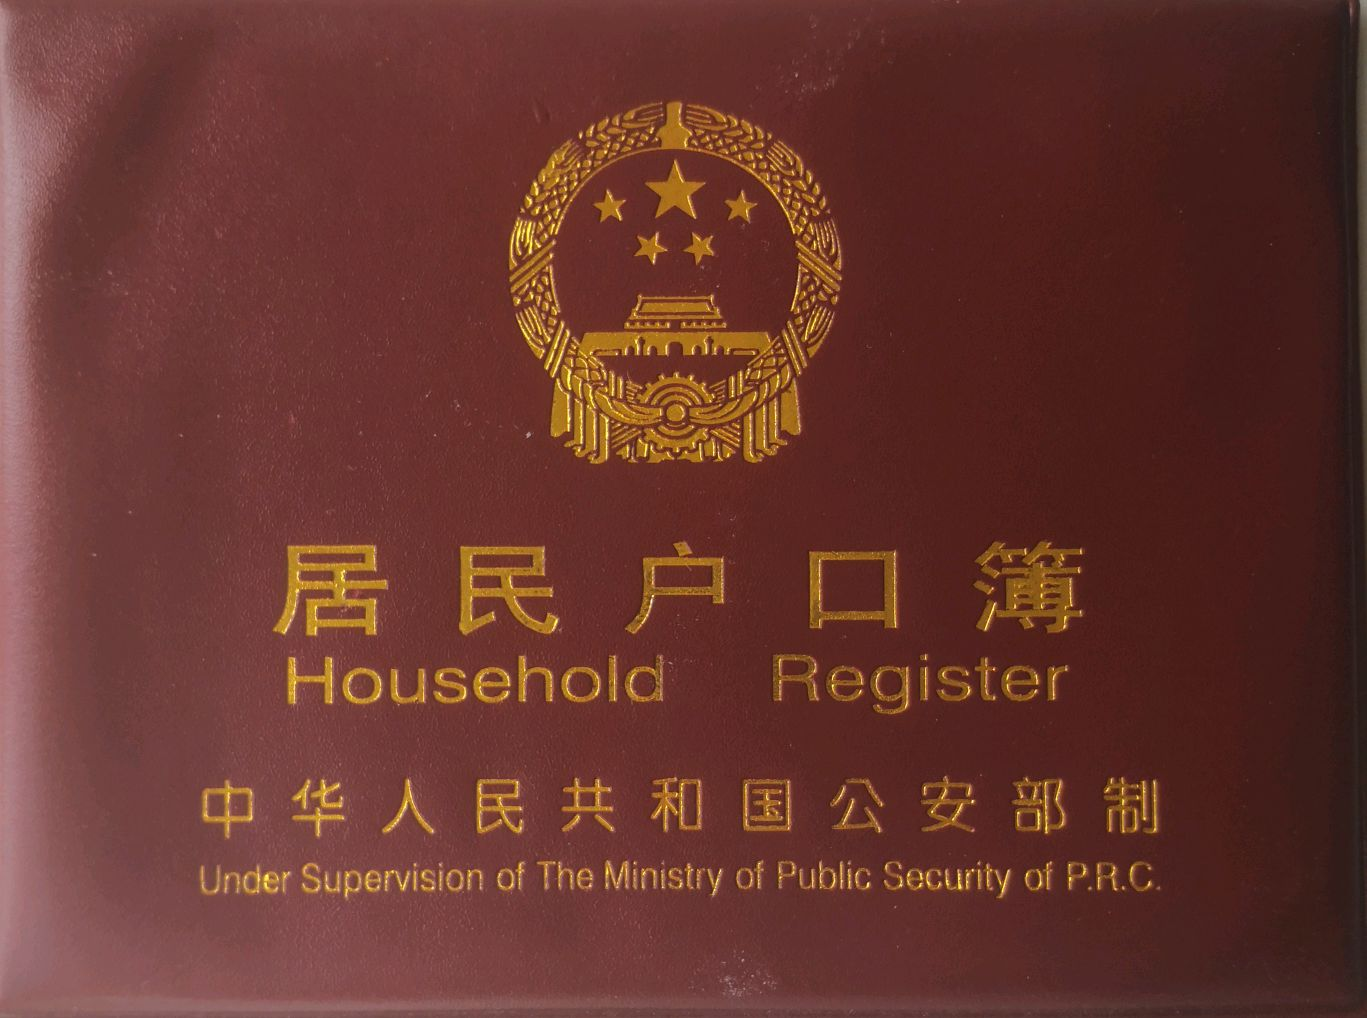 居民户口簿
Household Register
中华人民共和国公安部制
Under Supervision of The Ministry of Public Security of P.R.C.